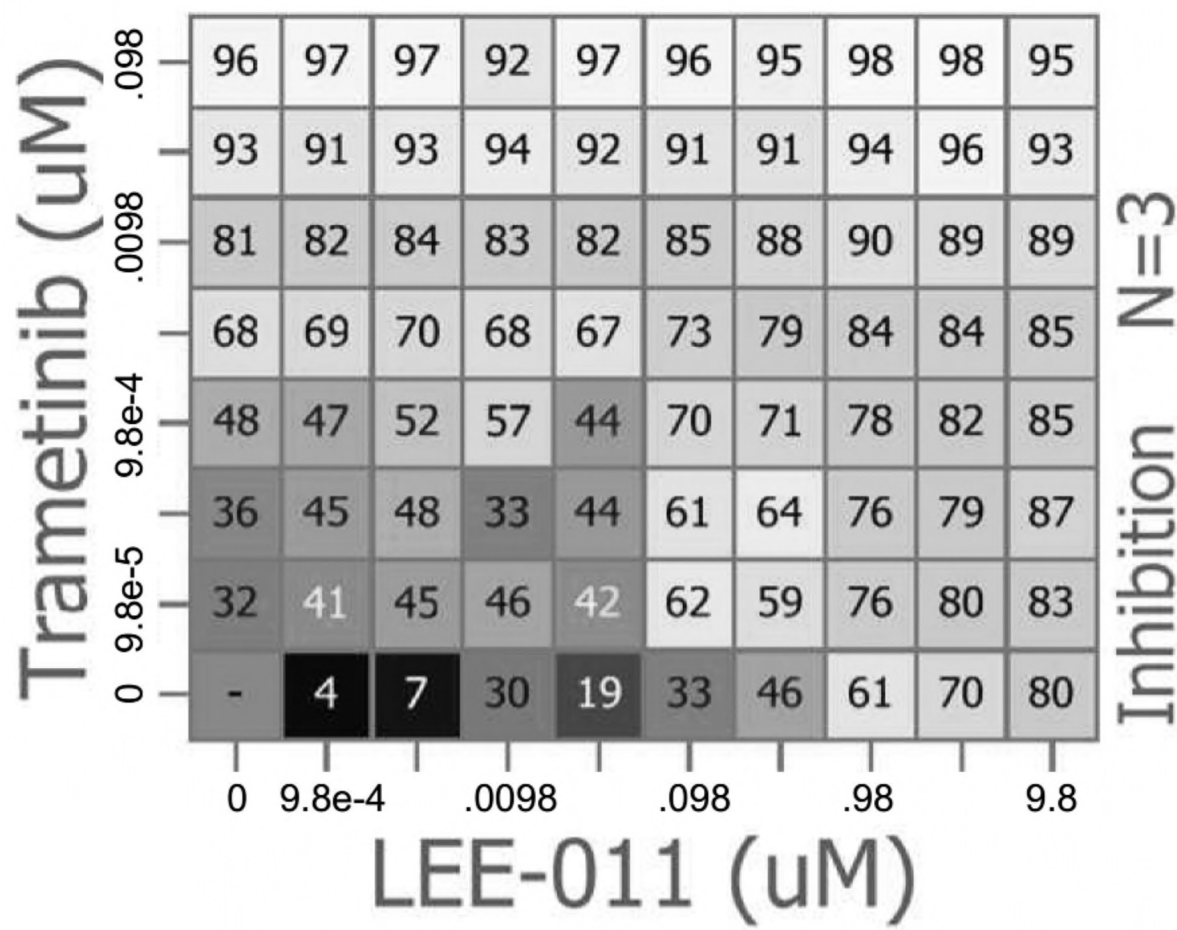 Trametinib (uM)
.098 96 97 97 92 97 96 95 98 98 95
93 91 93 94 92 91 91 94 96 93
.0098 81 82 84 83 82 85 88 90 89 89
68 69 70 68 67 73 79 84 84 85
9.8e-4 48 47 52 57 44 70 71 78 82 85
36 45 48 33 44 61 64 76 79 87
9.8e-5 32 41 45 46 42 62 59 76 80 83
0 - 4 7 30 19 33 46 61 70 80
0 9.8e-4 .0098 .098 .98 9.8
LEE-011 (uM)
Inhibition N=3